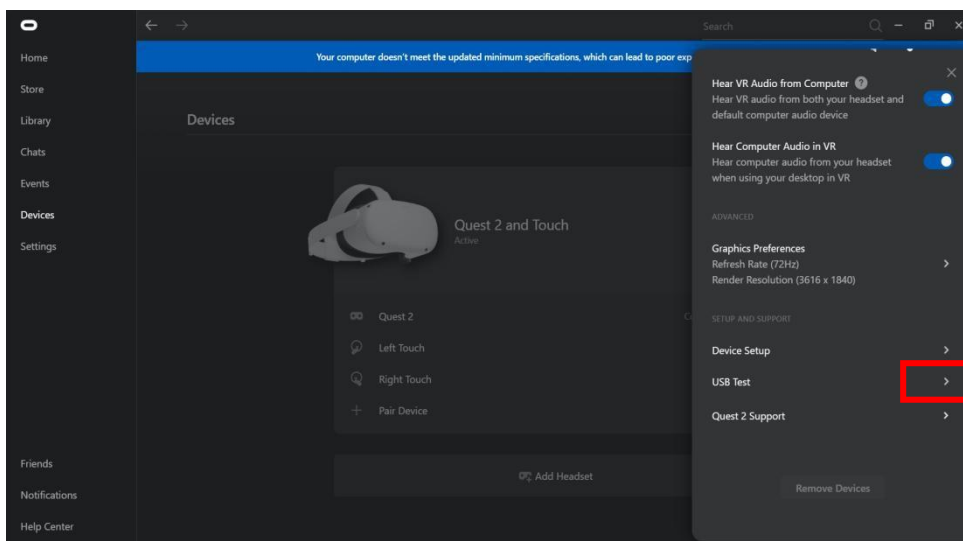 Search
Home
Store
Library
Chats
Events
Devices
Settings
Friends
Notifications
Help Center
Your computer doesn't meet the updated minimum specifications, which can lead to poor exp
Devices
Quest 2 and Touch
Active
Quest 2
Left Touch
Right Touch
Pair Device
Add Headset
Hear VR Audio from Computer
Hear VR audio from both your headset and
default computer audio device
Hear Computer Audio in VR
Hear computer audio from your headset
when using your desktop in VR
ADVANCED
Graphics Preferences
Refresh Rate (72Hz)
Render Resolution (3616 x 1840)
SETUP AND SUPPORT
Device Setup
USB Test
Quest 2 Support
Remove Devices